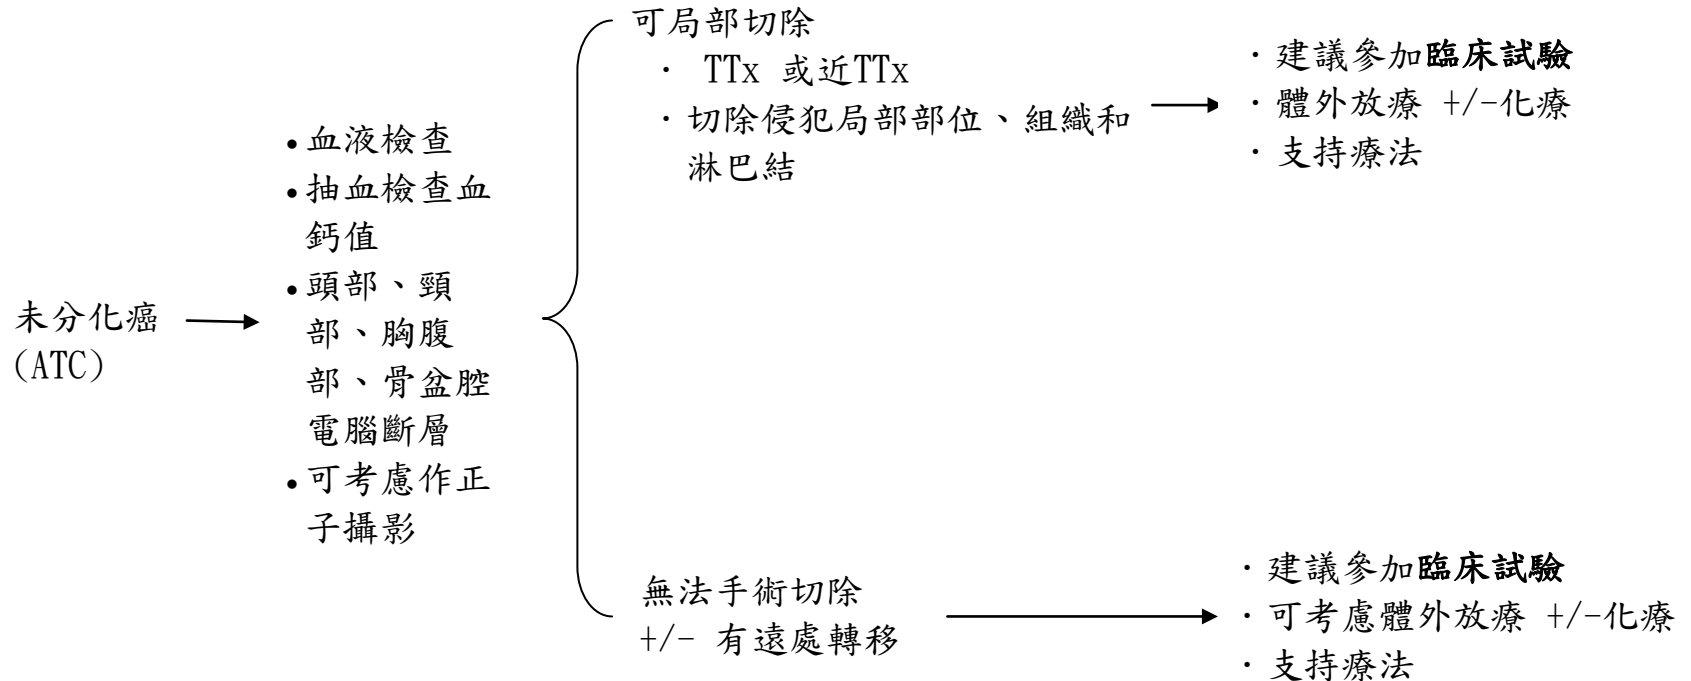 未分化癌
(ATC)
•血液檢查
•抽血檢查血
鈣值
•頭部、頸
部、胸腹
部、骨盆腔
電腦斷層
•可考慮作正
子攝影
可局部切除
· TTx 或近TTx
·切除侵犯局部部位、組織和
淋巴結
·建議參加臨床試驗
·體外放療 +/-化療
·支持療法
無法手術切除
+/- 有遠處轉移
·建議參加臨床試驗
·可考慮體外放療 +/-化療
·支持療法